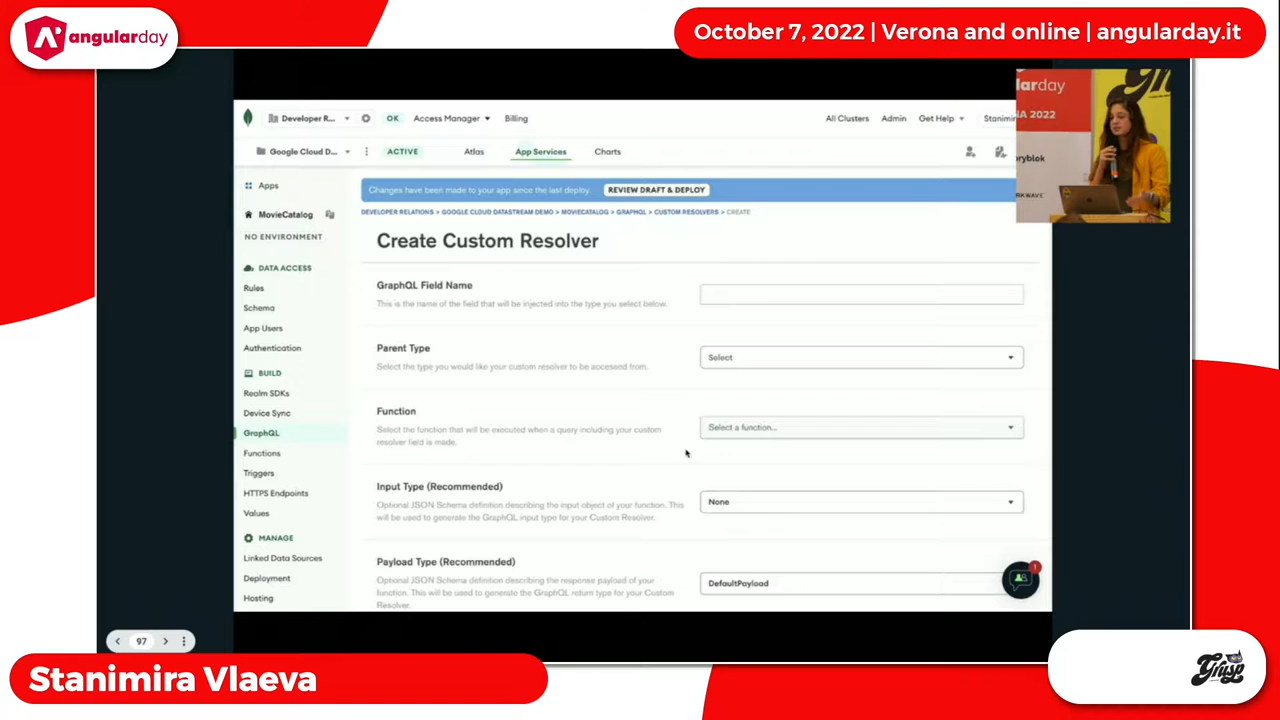 angularday
October 7, 2022 | Verona and online | angularday.it
Developer R...
OK
Access Manager
Billing
All Clusters
Admin
Get Help
Google Cloud D...
ACTIVE
Atlas
App Services
Charts
Apps
MovieCatalog
NO ENVIRONMENT
DATA ACCESS
Rules
Schema
App Users
Authentication
BUILD
Realm SDKs
Device Sync
GraphQL
Functions
Triggers
HTTPS Endpoints
Values
MANAGE
Linked Data Sources
Deployment
Hosting
Changes have been made to your app since the last deploy.
REVIEW DRAFT & DEPLOY
DEVELOPER RELATIONS > GOOGLE CLOUD DATASTREAM DEMO > MOVIECATALOG > GRAPHQL > CUSTOM RESOLVERS > CREATE
Create Custom Resolver
GraphQL Field Name
This is the name of the field that will be injected into the type you select below.
Parent Type
Select the type you would like your custom resolver to be accessed from.
Select
Function
Select the function that will be executed when a query including your custom
resolver field is made.
Select a function...
Input Type (Recommended)
Optional JSON Schema definition describing the input object of your function. This
will be used to generate the GraphQL input type for your Custom Resolver.
None
Payload Type (Recommended)
Optional JSON Schema definition describing the response payload of your
function. This will be used to generate the GraphQL return type for your Custom
Resolver.
DefaultPayload
1
larday
2022
97
Stanimira Vlaeva
Grusp